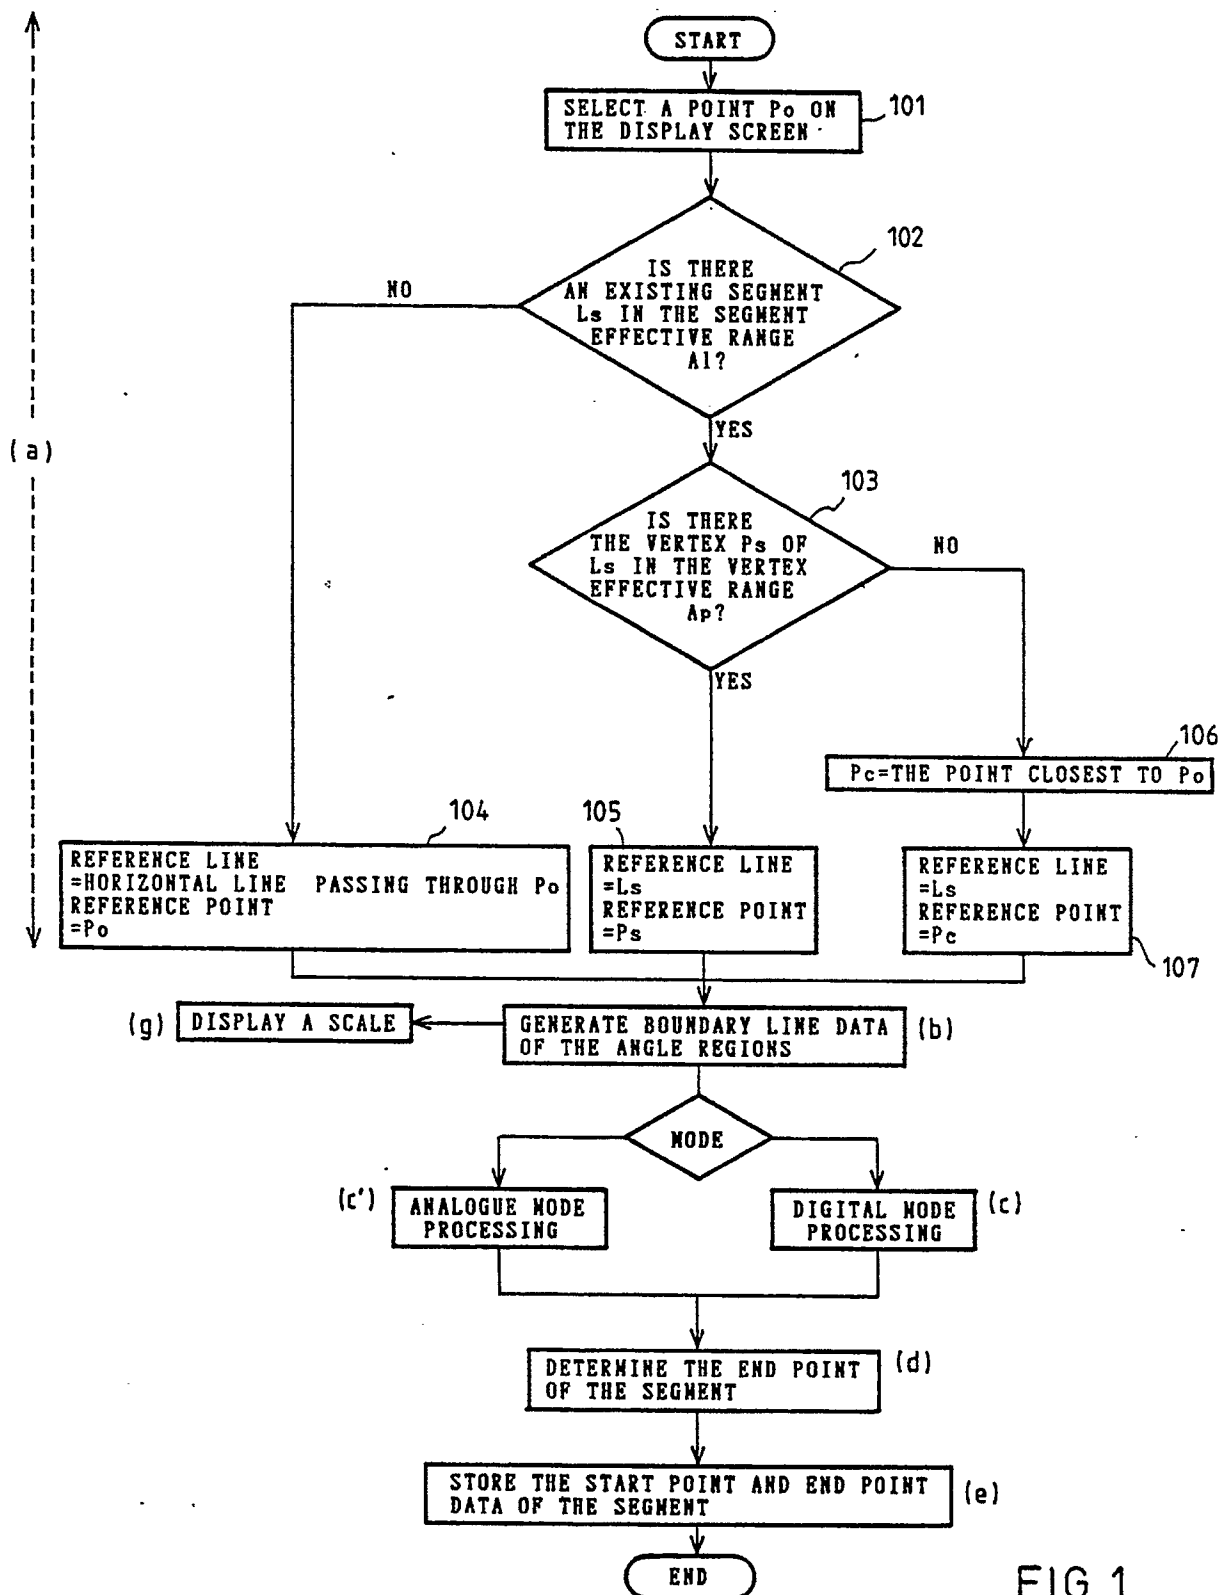 START
SELECT A POINT Po ON
THE DISPLAY SCREEN
101
102
IS THERE
AN EXISTING SEGMENT
Ls IN THE SEGMENT
EFFECTIVE RANGE
Al?
NO
YES
(a)
103
IS THERE
THE VERTEX Ps OF
Ls IN THE VERTEX
EFFECTIVE RANGE
Ap?
NO
YES
106
Pc=THE POINT CLOSEST TO Po
104
REFERENCE LINE
=HORIZONTAL LINE PASSING THROUGH Po
REFERENCE POINT
=Po
105
REFERENCE LINE
=Ls
REFERENCE POINT
=Ps
REFERENCE LINE
=Ls
REFERENCE POINT
=Pc
107
(g)
DISPLAY A SCALE
GENERATE BOUNDARY LINE DATA
OF THE ANGLE REGIONS
(b)
MODE
(c')
ANALOGUE MODE
PROCESSING
DIGITAL MODE
PROCESSING
(c)
DETERMINE THE END POINT
OF THE SEGMENT
(d)
STORE THE START POINT AND END POINT
DATA OF THE SEGMENT
(e)
END
FIG.1